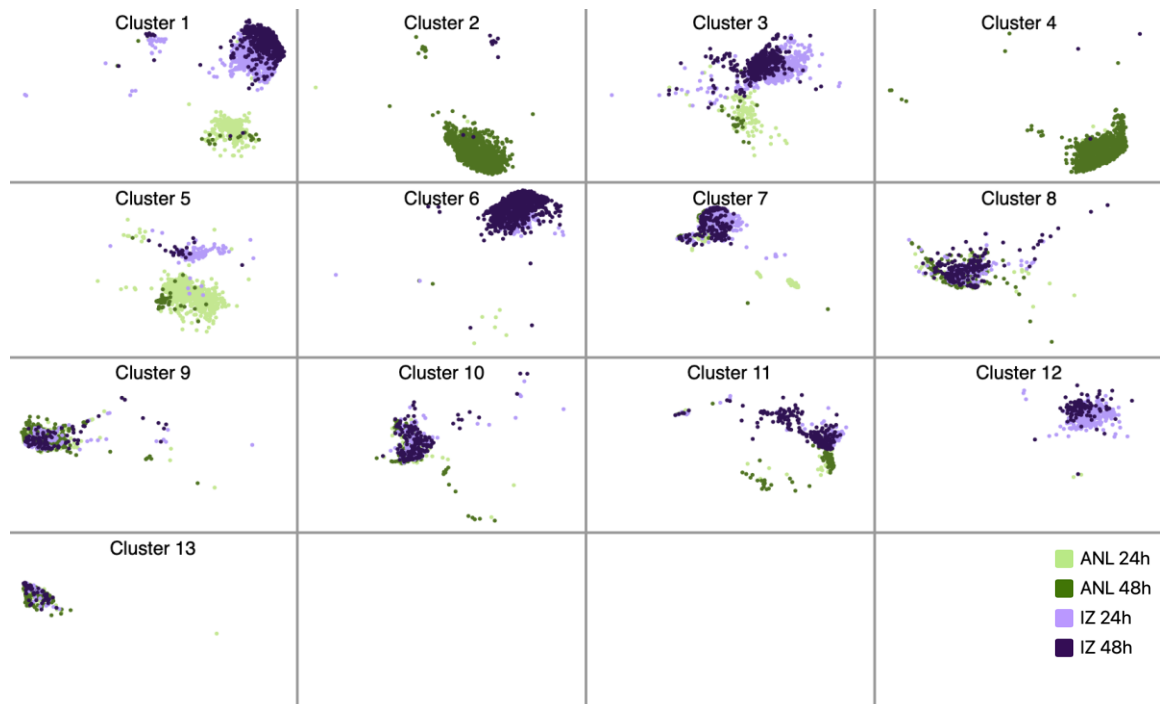 Cluster 1
Cluster 2
Cluster 3
Cluster 4
Cluster 5
Cluster 6
Cluster 7
Cluster 8
Cluster 9
Cluster 10
Cluster 11
Cluster 12
Cluster 13
ANL 24h
ANL 48h
IZ 24h
IZ 48h